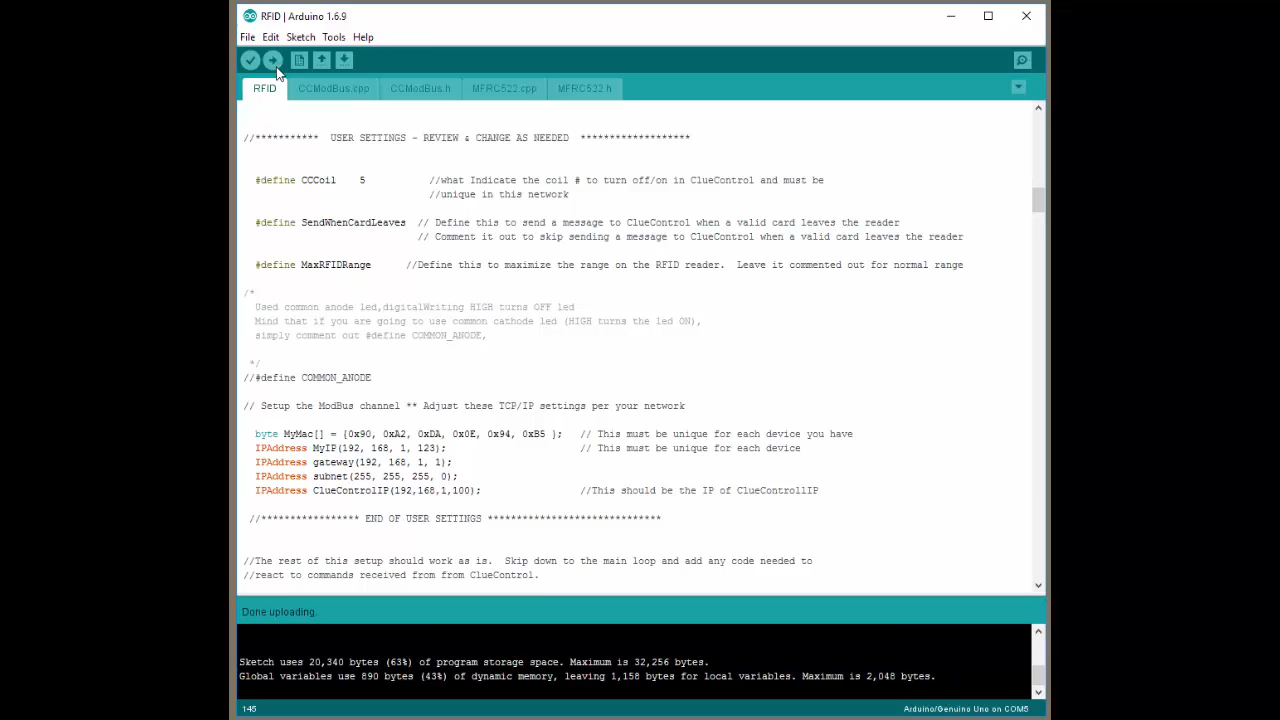 RFID | Arduino 1.6.9
File Edit Sketch Tools Help
RFID CCModBus.cpp CCModBus.h MFRC522.cpp MFRC522.h
//*********** USER SETTINGS - REVIEW & CHANGE AS NEEDED *******************
#define CCCoil 5 //what Indicate the coil # to turn off/on in ClueControl and must be
//unique in this network
#define SendWhenCardLeaves // Define this to send a message to ClueControl when a valid card leaves the reader
// Comment it out to skip sending a message to ClueControl when a valid card leaves the reader
#define MaxRFIDRange //Define this to maximize the range on the RFID reader. Leave it commented out for normal range
/*
Used common anode led,digitalWriting HIGH turns OFF led
Mind that if you are going to use common cathode led (HIGH turns the led ON),
simply comment out #define COMMON_ANODE,
*/
//#define COMMON_ANODE
// Setup the ModBus channel ** Adjust these TCP/IP settings per your network
byte MyMac[] = {0x90, 0xA2, 0xDA, 0x0E, 0x94, 0xB5 }; // This must be unique for each device you have
IPAddress MyIP(192, 168, 1, 123); // This must be unique for each device
IPAddress gateway(192, 168, 1, 1);
IPAddress subnet(255, 255, 255, 0);
IPAddress ClueControlIP(192,168,1,100); //This should be the IP of ClueControllIP
//***************** END OF USER SETTINGS *****************************
//The rest of this setup should work as is. Skip down to the main loop and add any code needed to
//react to commands received from from ClueControl.
Done uploading.
Sketch uses 20,340 bytes (63%) of program storage space. Maximum is 32,256 bytes.
Global variables use 890 bytes (43%) of dynamic memory, leaving 1,158 bytes for local variables. Maximum is 2,048 bytes.
145 Arduino/Genuino Uno on COM5